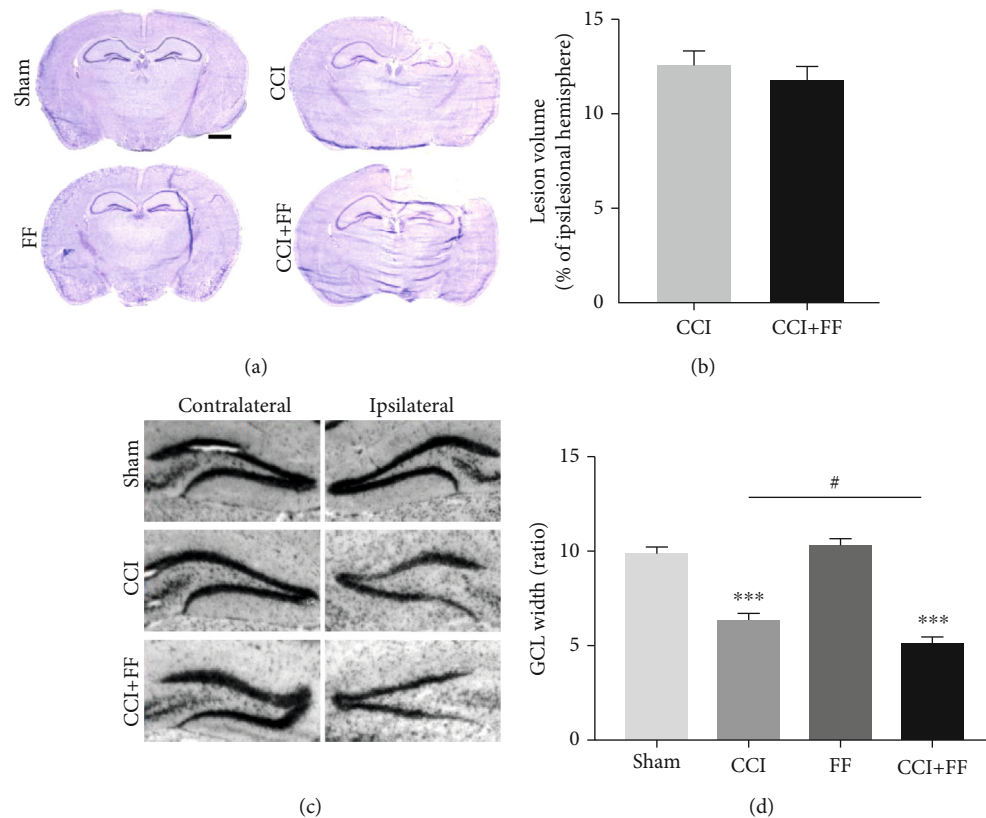 Sham
CCI
FF
CCI+FF
(a)
Lesion volume
(% of ipsilesional hemisphere)
15
10
5
0
CCI
CCI+FF
(b)
Contralateral
Ipsilateral
Sham
CCI
CCI+FF
(c)
GCL width (ratio)
15
10
5
0
#
***
***
Sham
CCI
FF
CCI+FF
(d)